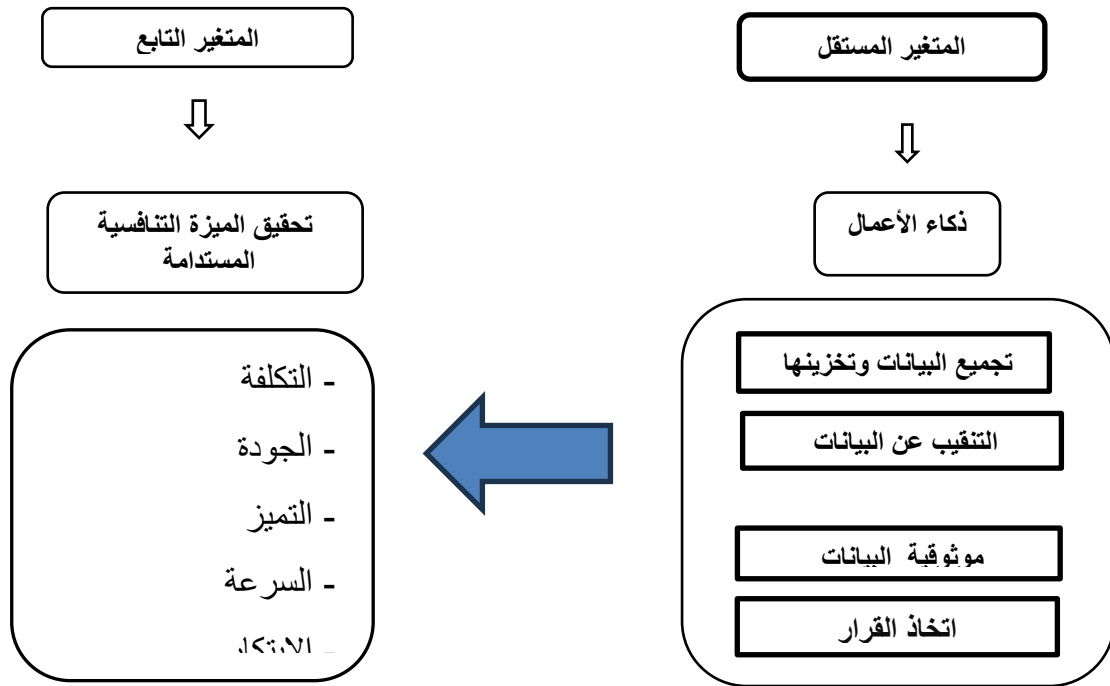 المتغير المستقل
المتغير التابع
ذكاء الأعمال
تحقيق الميزة التنافسية
المستدامة
تجميع البيانات وتخزينها
التنقيب عن البيانات
موثوقية البيانات
اتخاذ القرار
- التكلفة
- الجودة
- التميز
- السرعة
- الابتكار